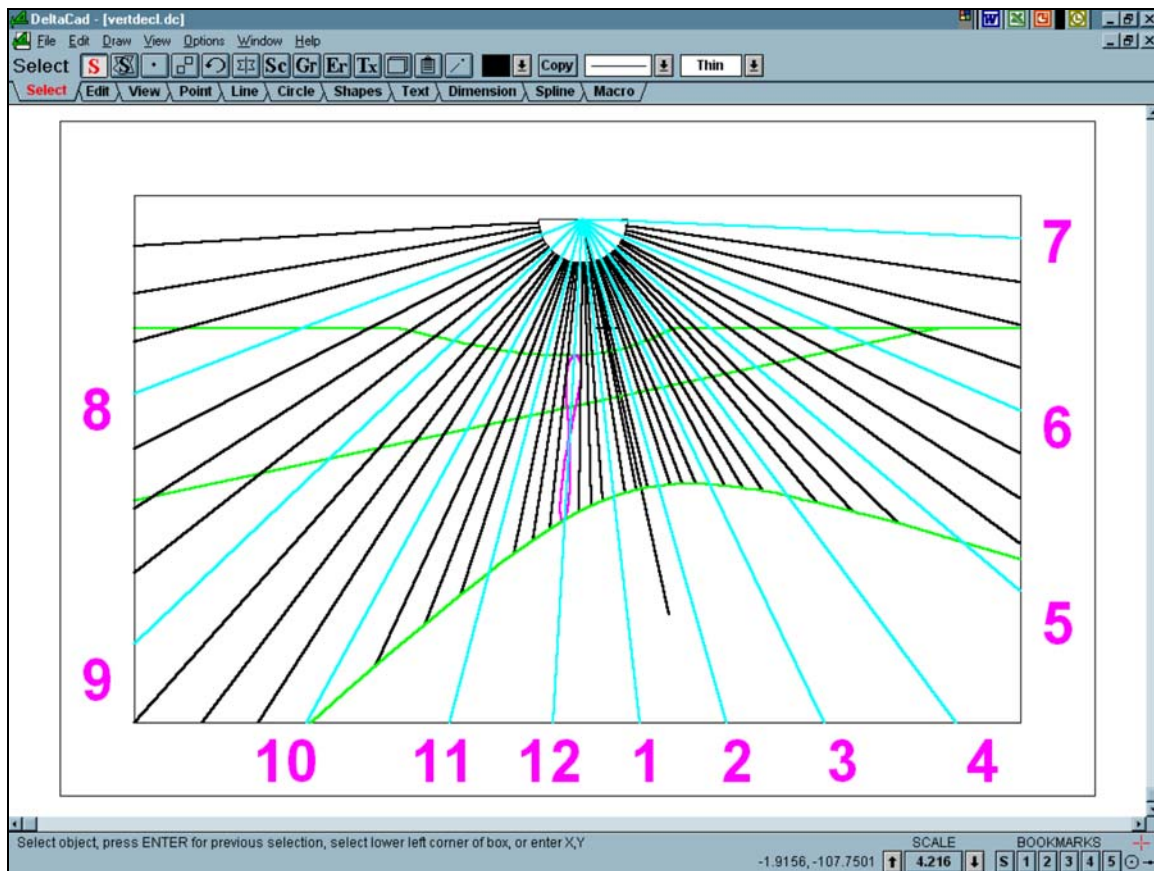 DeltaCad - [vertdecl.dc]
File Edit Draw View Options Window Help
Select S S Sc Gr Er Tx Copy Thin
Select Edit View Point Line Circle Shapes Text Dimension Spline Macro
7
8
6
5
9
10 11 12 1 2 3 4
Select object, press ENTER for previous selection, select lower left corner of box, or enter X,Y
SCALE BOOKMARKS
-1.9156, -107.7501 4.216 S 1 2 3 4 5